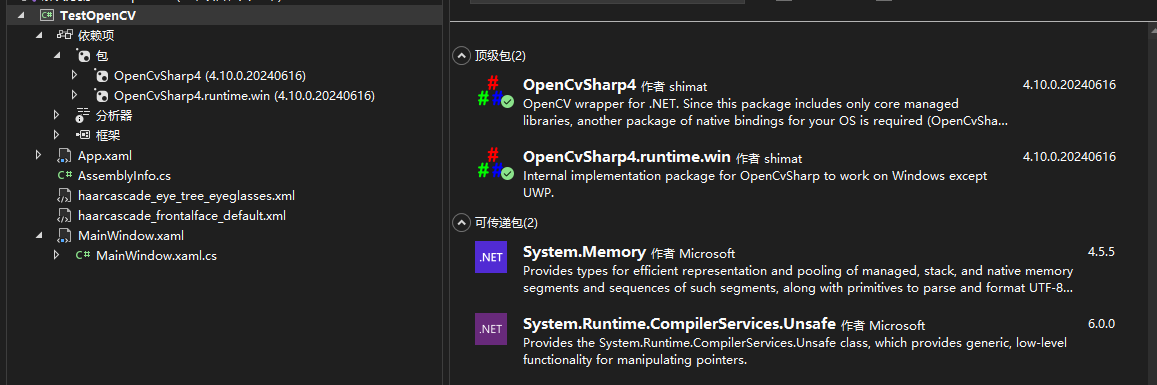 TestOpenCV
依赖项
包
OpenCvSharp4 (4.10.0.20240616)
OpenCvSharp4.runtime.win (4.10.0.20240616)
分析器
框架
App.xaml
C# AssemblyInfo.cs
haarcascade_eye_tree_eyeglasses.xml
haarcascade_frontalface_default.xml
MainWindow.xaml
C# MainWindow.xaml.cs
顶级包(2)
OpenCvSharp4 作者 shimat 4.10.0.20240616
OpenCV wrapper for .NET. Since this package includes only core managed
libraries, another package of native bindings for your OS is required (OpenCvSha...
OpenCvSharp4.runtime.win 作者 shimat 4.10.0.20240616
Internal implementation package for OpenCvSharp to work on Windows except
UWP.
可传递包(2)
.NET System.Memory 作者 Microsoft 4.5.5
Provides types for efficient representation and pooling of managed, stack, and native memory
segments and sequences of such segments, along with primitives to parse and format UTF-8...
.NET System.Runtime.CompilerServices.Unsafe 作者 Microsoft 6.0.0
Provides the System.Runtime.CompilerServices.Unsafe class, which provides generic, low-level
functionality for manipulating pointers.